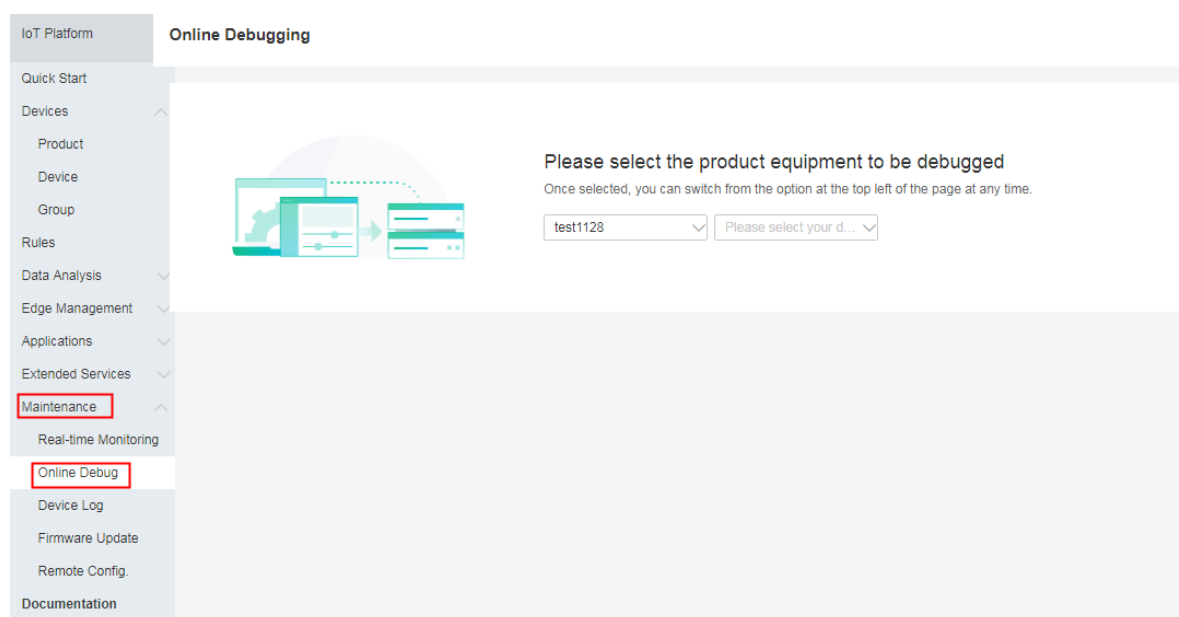 IoT Platform
Online Debugging
Quick Start
Devices
Product
Device
Group
Rules
Data Analysis
Edge Management
Applications
Extended Services
Maintenance
Real-time Monitoring
Online Debug
Device Log
Firmware Update
Remote Config.
Documentation
Please select the product equipment to be debugged
Once selected, you can switch from the option at the top left of the page at any time.
test1128
Please select your d...